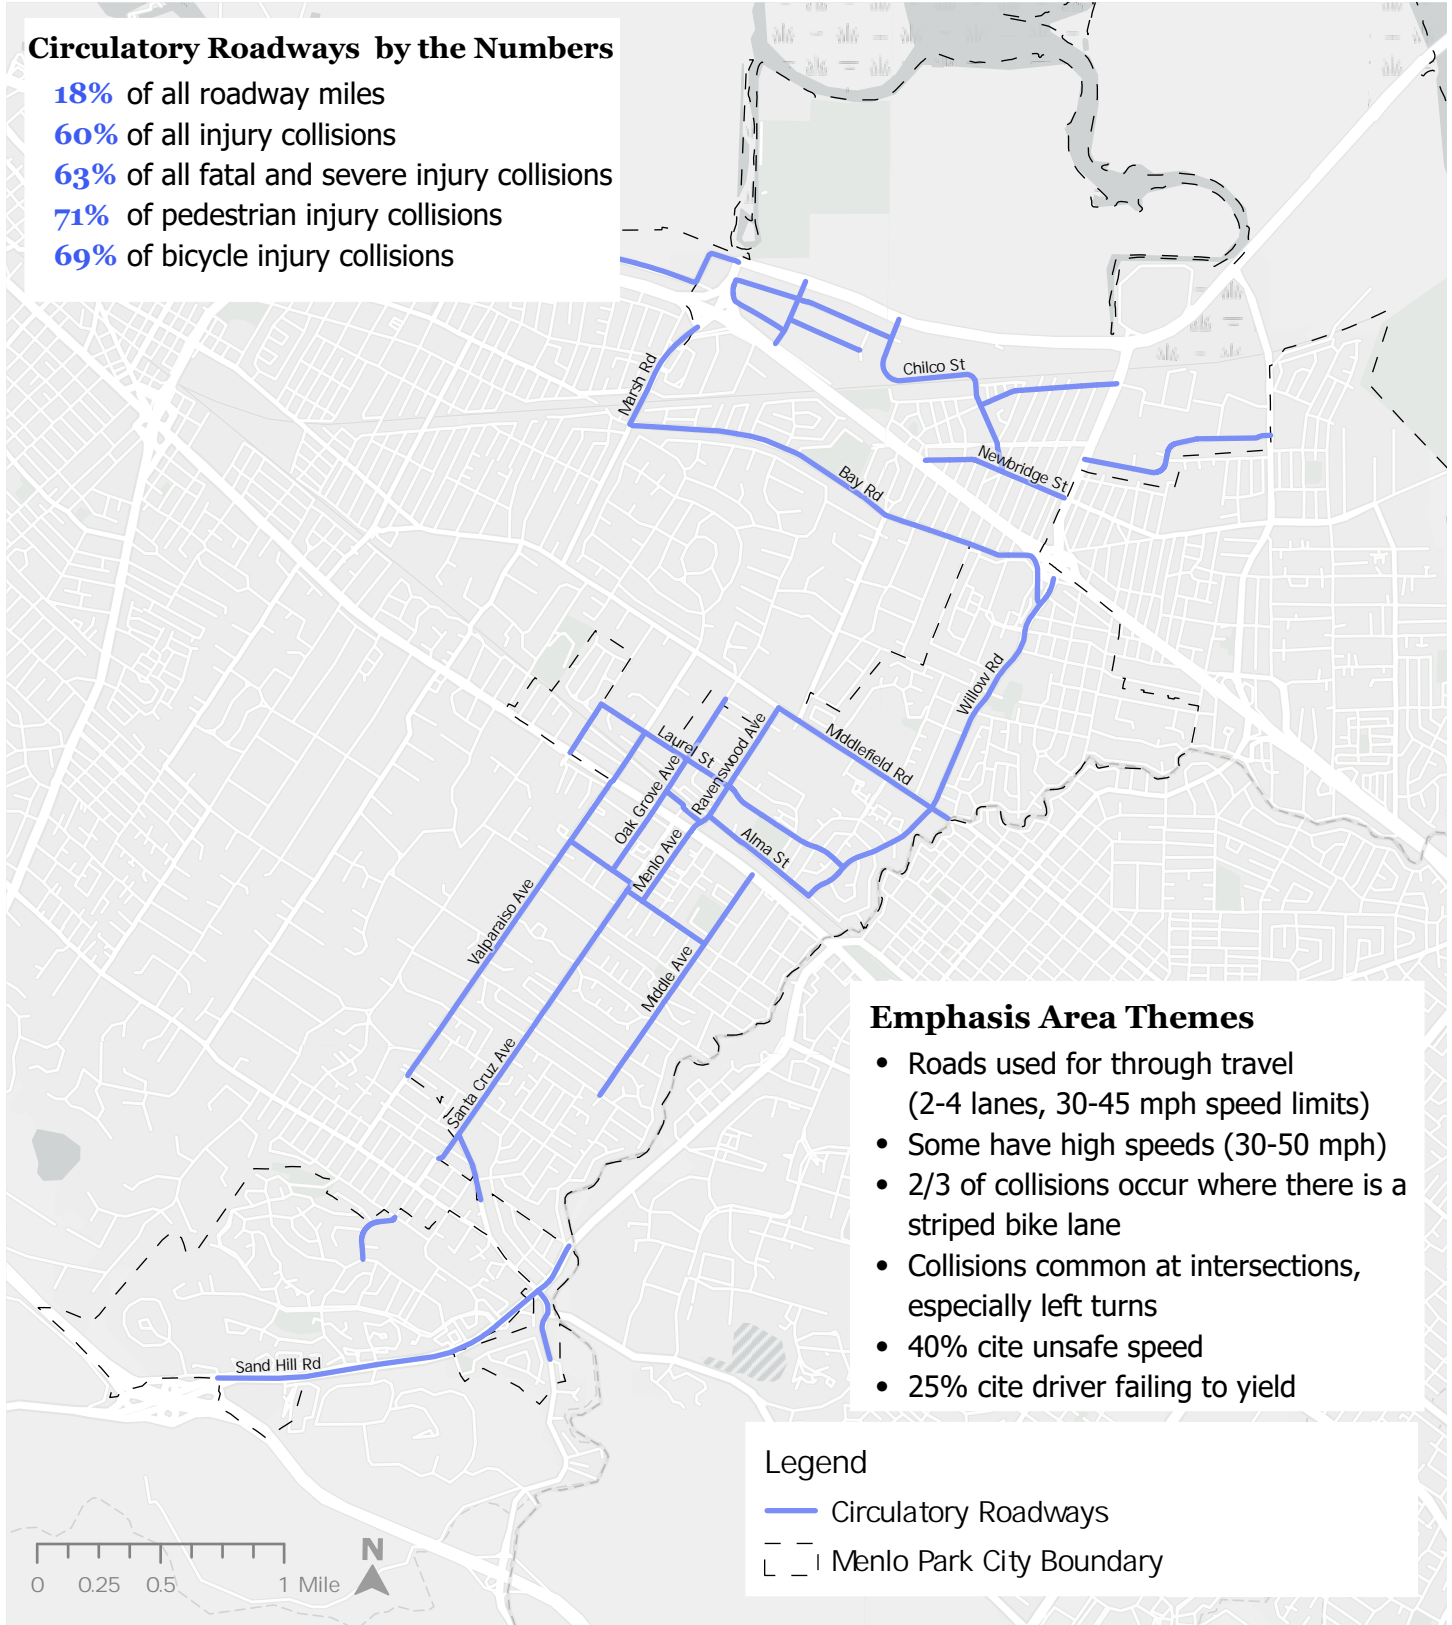 Circulatory Roadways by the Numbers
18% of all roadway miles
60% of all injury collisions
63% of all fatal and severe injury collisions
71% of pedestrian injury collisions
69% of bicycle injury collisions
Marsh Rd
Chilco St
Newbridge St
Bay Rd
Willow Rd
Laurel St
Ravenswood Ave
Middlefield Rd
Oak Grove Ave
Menlo Ave
Alma St
Valparaiso Ave
Middle Ave
Santa Cruz Ave
Sand Hill Rd
Emphasis Area Themes
• Roads used for through travel
(2-4 lanes, 30-45 mph speed limits)
• Some have high speeds (30-50 mph)
• 2/3 of collisions occur where there is a
striped bike lane
• Collisions common at intersections,
especially left turns
• 40% cite unsafe speed
• 25% cite driver failing to yield
Legend
Circulatory Roadways
Menlo Park City Boundary
N
0 0.25 0.5 1 Mile